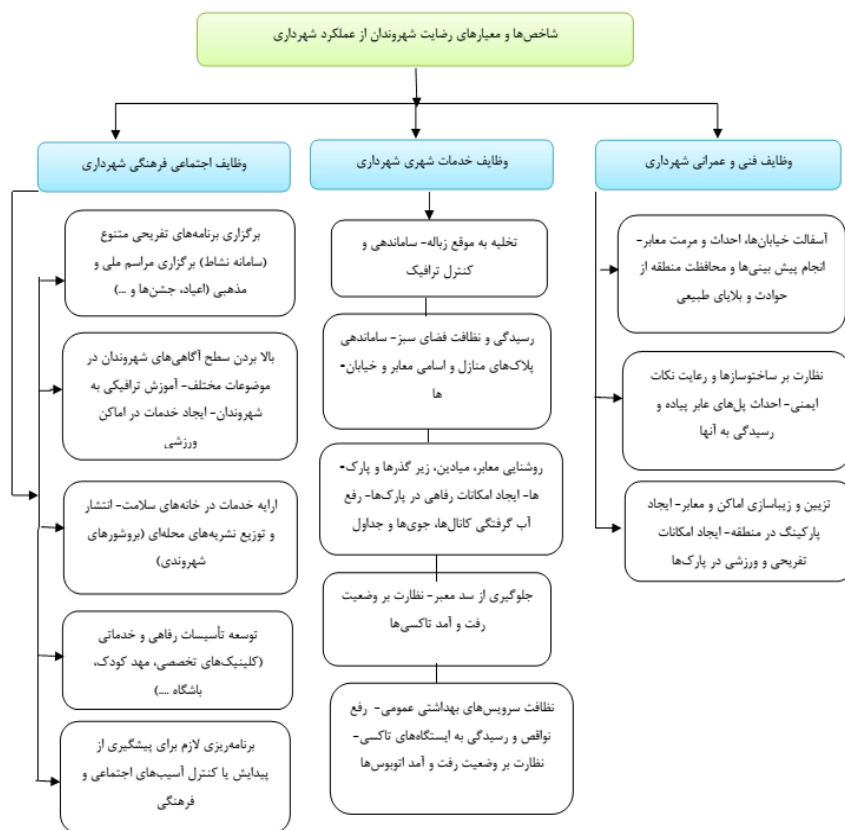 شاخص‌ها و معیارهای رضایت شهروندان از عملکرد شهرداری
وظایف فنی و عمرانی شهرداری
آسفالت خیابان‌ها، احداث و مرمت معابر-
انجام پیش بینی‌ها و محافظت منطقه از
حوادث و بلایای طبیعی
نظارت بر ساختوسازها و رعایت نکات
ایمنی- احداث پل‌های عابر پیاده و
رسیدگی به آنها
تزیین و زیباسازی اماکن و معابر- ایجاد
پارکینگ در منطقه- ایجاد امکانات
تفریحی و ورزشی در پارک‌ها
وظایف خدمات شهری شهرداری
تخلیه به موقع زباله- ساماندهی و
کنترل ترافیک
رسیدگی و نظافت فضای سبز- ساماندهی
پلاک‌های منازل و اسامی معابر و خیابان-
ها
روشنایی معابر، میادین، زیر گذرها و پارک-
ها- ایجاد امکانات رفاهی در پارک‌ها- رفع
آب گرفتگی کانال‌ها، جوی‌ها و جداول
جلوگیری از سد معبر- نظارت بر وضعیت
رفت و آمد تاکسی‌ها
نظافت سرویس‌های بهداشتی عمومی- رفع
نواقص و رسیدگی به ایستگاه‌های تاکسی-
نظارت بر وضعیت رفت و آمد اتوبوس‌ها
وظایف اجتماعی فرهنگی شهرداری
برگزاری برنامه‌های تفریحی متنوع
(سامانه نشاط) برگزاری مراسم ملی و
مذهبی (اعیاد، جشن‌ها و ...)
بالا بردن سطح آگاهی‌های شهروندان در
موضوعات مختلف- آموزش ترافیکی به
شهروندان- ایجاد خدمات در اماکن
ورزشی
ارایه خدمات در خانه‌های سلامت- انتشار
و توزیع نشریه‌های محله‌ای (بروشورهای
شهروندی)
توسعه تأسیسات رفاهی و خدماتی
(کلینیک‌های تخصصی، مهد کودک،
باشگاه ....)
برنامه‌ریزی لازم برای پیشگیری از
پیدایش یا کنترل آسیب‌های اجتماعی و
فرهنگی